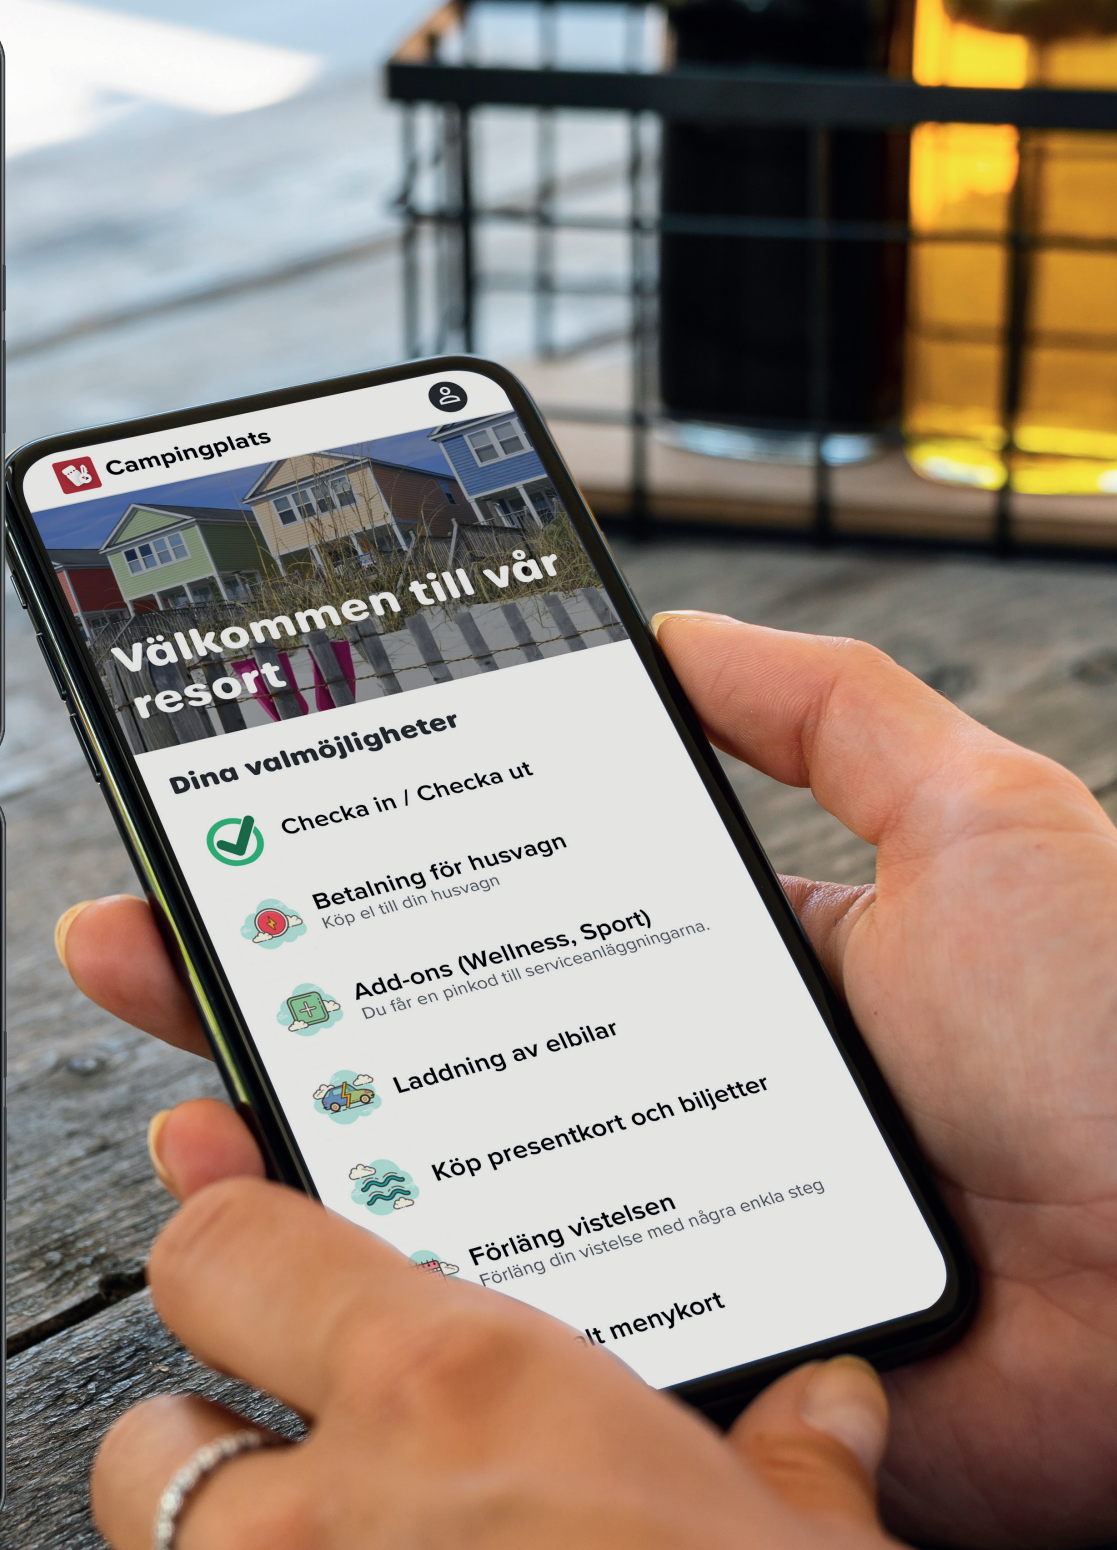 Campingplats
Välkommen till vår
resort
Dina valmöjligheter
Checka in / Checka ut
Betalning för husvagn
Köp el till din husvagn
Add-ons (Wellness, Sport)
Du får en pinkod till serviceanläggningarna.
Laddning av elbilar
Köp presentkort och biljetter
Förläng vistelsen
Förläng din vistelse med några enkla steg
menykort